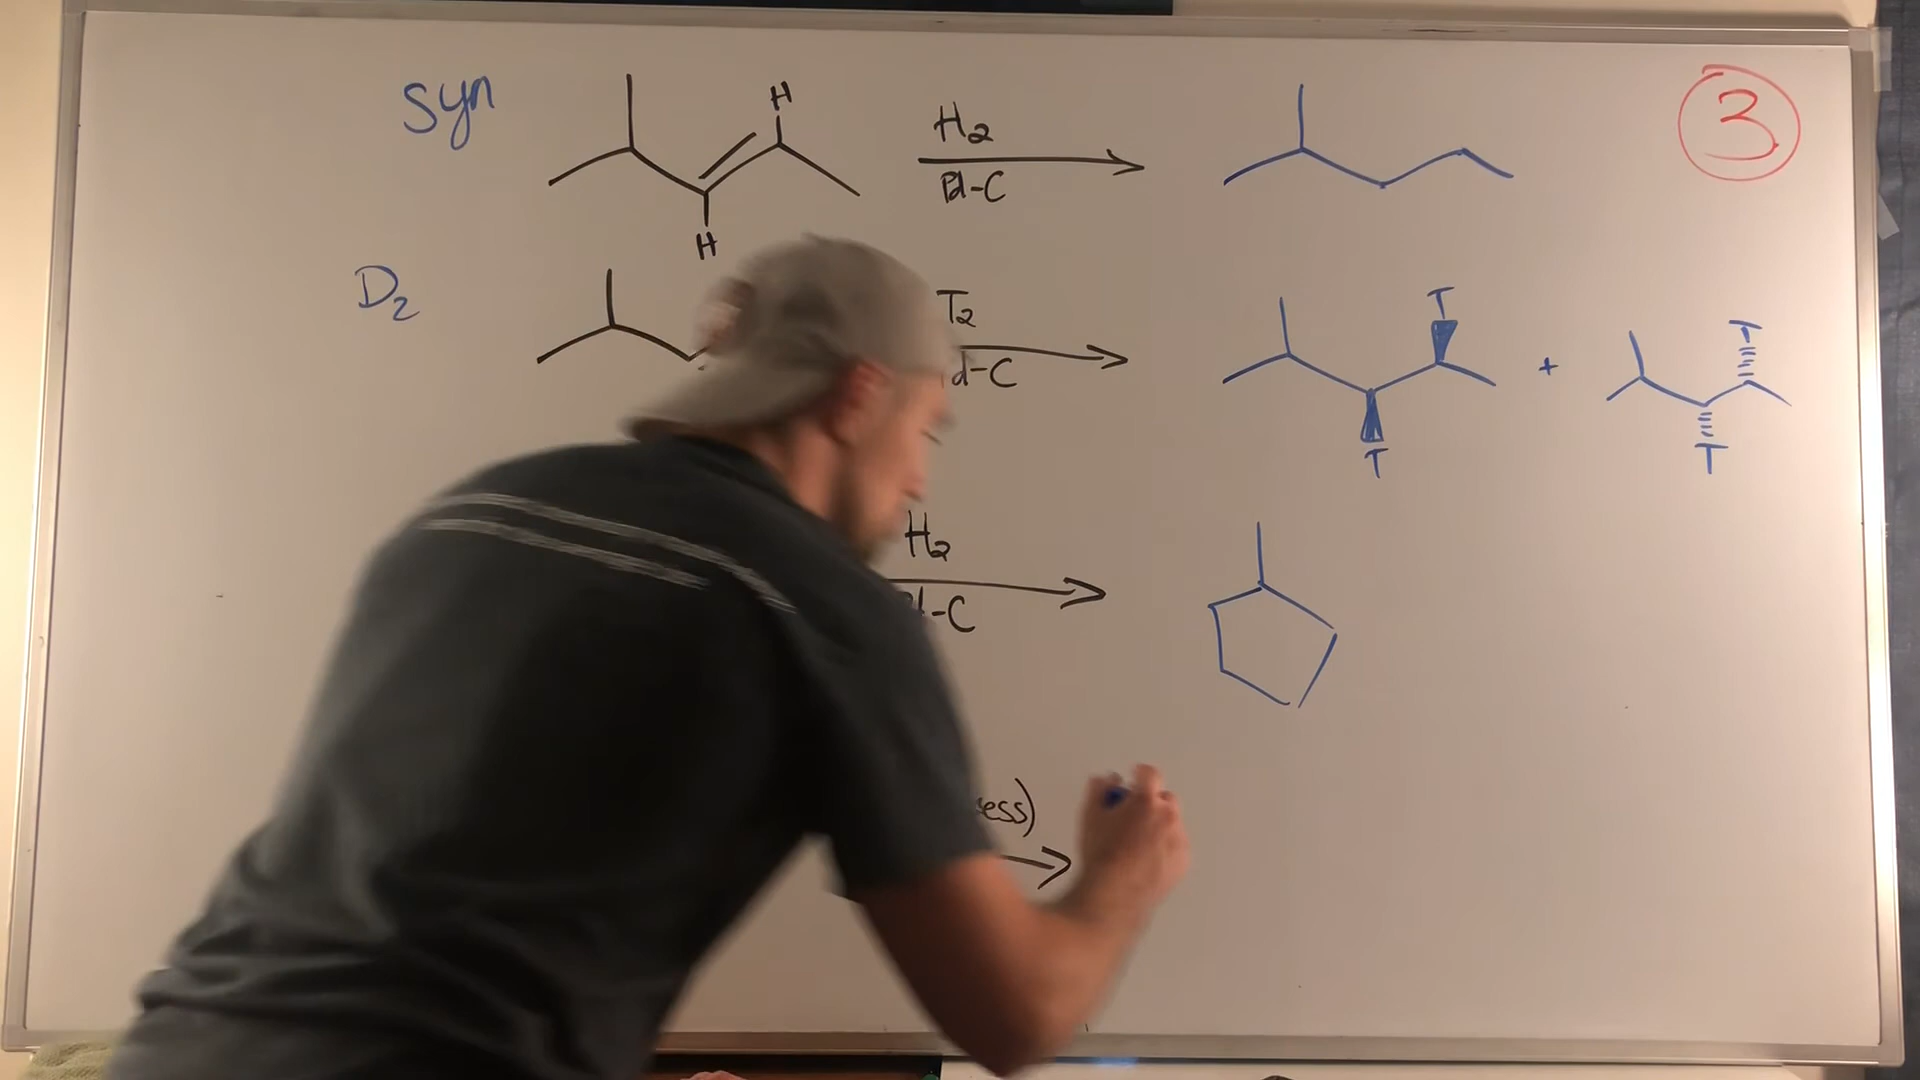 Syn
H
H
H₂
Pd-C
3
D₂
T₂
d-C
T
T
+
T
T
H₂
-C
ess)